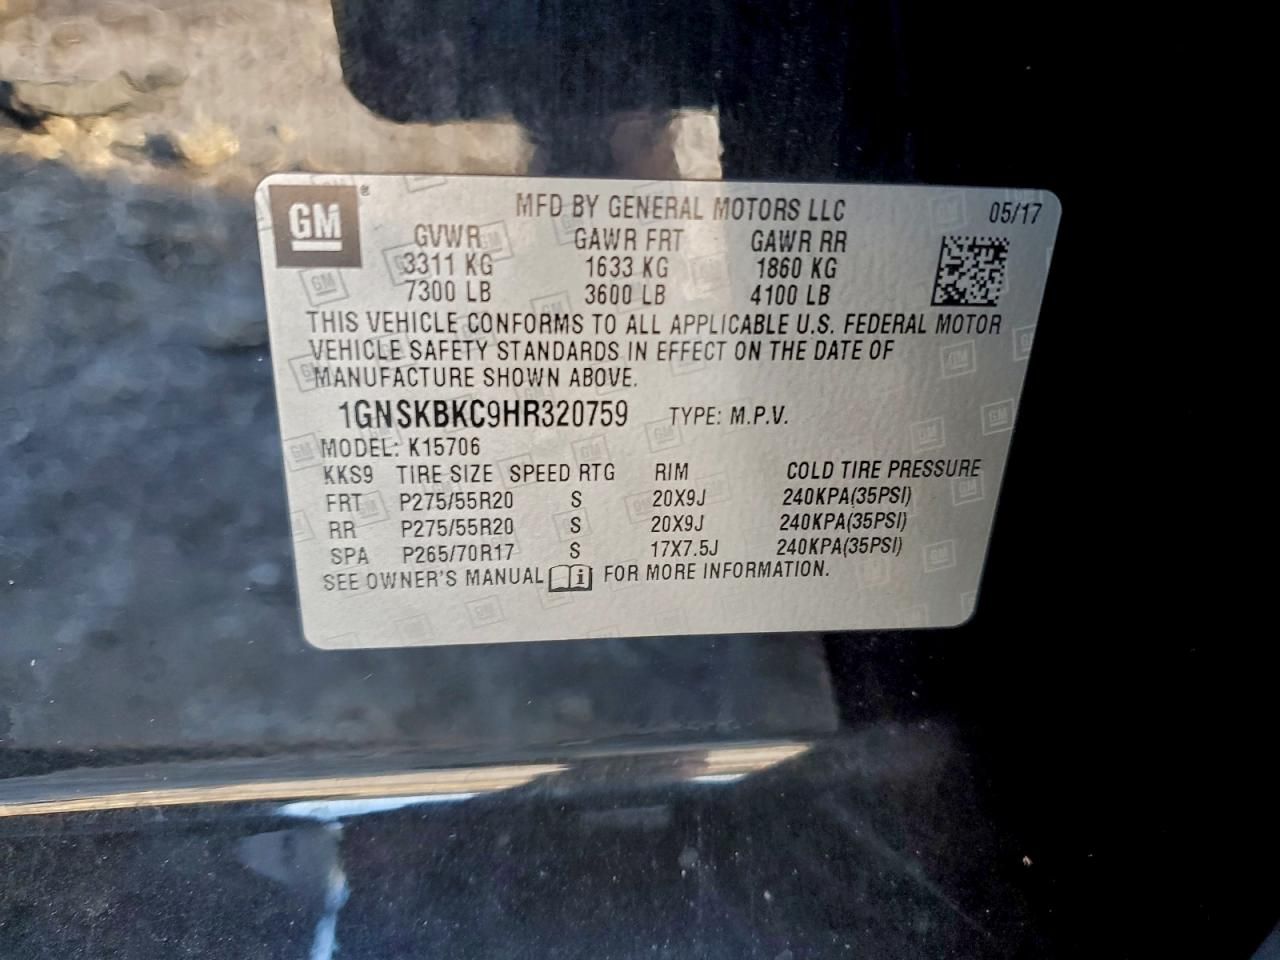 GM ®
MFD BY GENERAL MOTORS LLC 05/17
GVWR GAWR FRT GAWR RR
3311 KG 1633 KG 1860 KG
7300 LB 3600 LB 4100 LB
THIS VEHICLE CONFORMS TO ALL APPLICABLE U.S. FEDERAL MOTOR
VEHICLE SAFETY STANDARDS IN EFFECT ON THE DATE OF
MANUFACTURE SHOWN ABOVE.
1GNSKBKC9HR320759 TYPE: M.P.V.
MODEL: K15706
KKS9 TIRE SIZE SPEED RTG RIM COLD TIRE PRESSURE
FRT P275/55R20 S 20X9J 240KPA(35PSI)
RR P275/55R20 S 20X9J 240KPA(35PSI)
SPA P265/70R17 S 17X7.5J 240KPA(35PSI)
SEE OWNER'S MANUAL i FOR MORE INFORMATION.